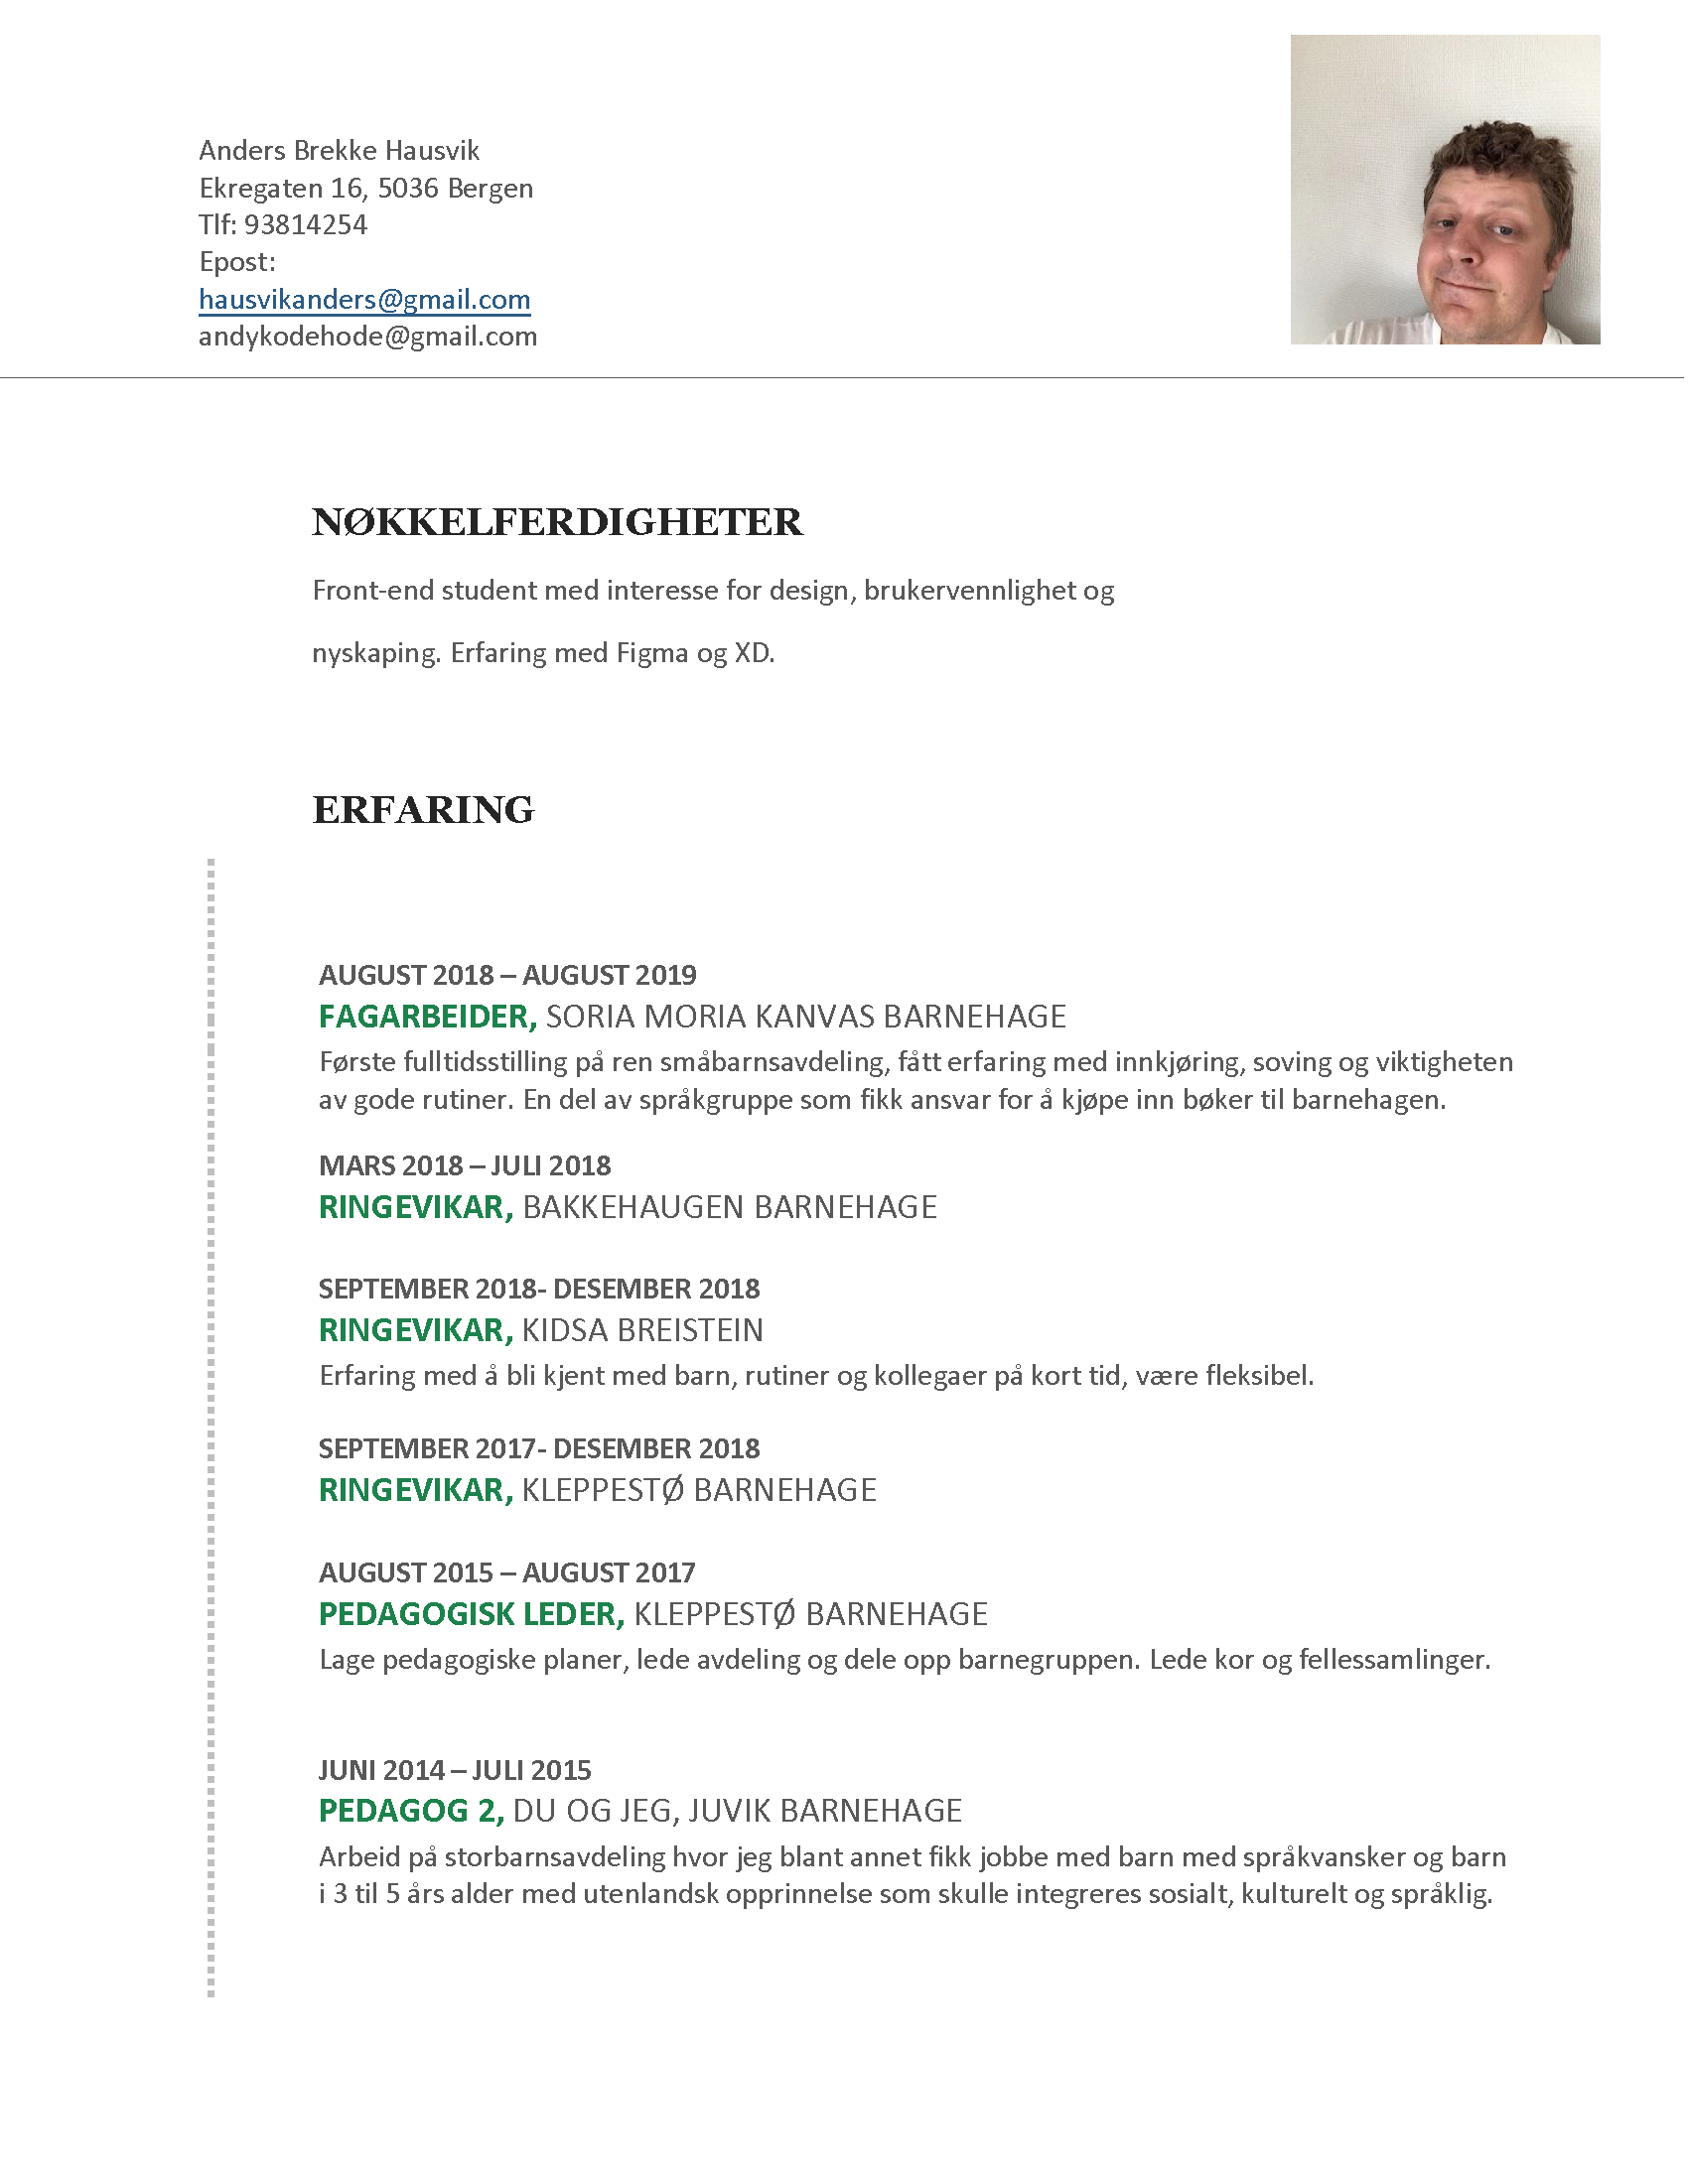 Anders Brekke Hausvik
Ekregaten 16, 5036 Bergen
Tlf: 93814254
Epost:
hausvikanders@gmail.com
andykodehode@gmail.com
NØKKELFERDIGHETER
Front-end student med interesse for design, brukervennlighet og
nyskaping. Erfaring med Figma og XD.
ERFARING
AUGUST 2018 – AUGUST 2019
FAGARBEIDER, SORIA MORIA KANVAS BARNEHAGE
Første fulltidsstilling på ren småbarnsavdeling, fått erfaring med innkjøring, soving og viktigheten
av gode rutiner. En del av språkgruppe som fikk ansvar for å kjøpe inn bøker til barnehagen.
MARS 2018 – JULI 2018
RINGEVIKAR, BAKKEHAUGEN BARNEHAGE
SEPTEMBER 2018- DESEMBER 2018
RINGEVIKAR, KIDSA BREISTEIN
Erfaring med å bli kjent med barn, rutiner og kollegaer på kort tid, være fleksibel.
SEPTEMBER 2017- DESEMBER 2018
RINGEVIKAR, KLEPPESTØ BARNEHAGE
AUGUST 2015 – AUGUST 2017
PEDAGOGISK LEDER, KLEPPESTØ BARNEHAGE
Lage pedagogiske planer, lede avdeling og dele opp barnegruppen. Lede kor og fellessamlinger.
JUNI 2014 – JULI 2015
PEDAGOG 2, DU OG JEG, JUVIK BARNEHAGE
Arbeid på storbarnsavdeling hvor jeg blant annet fikk jobbe med barn med språkvansker og barn
i 3 til 5 års alder med utenlandsk opprinnelse som skulle integreres sosialt, kulturelt og språklig.